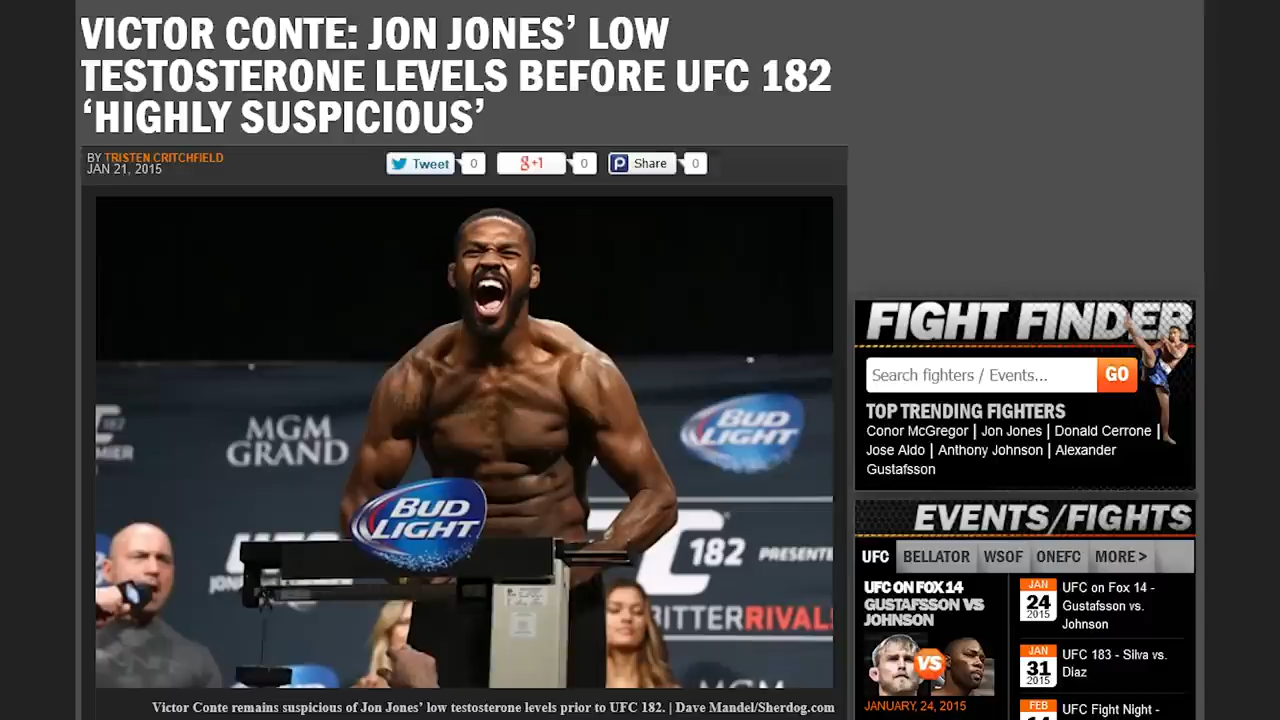 VICTOR CONTE: JON JONES’ LOW
TESTOSTERONE LEVELS BEFORE UFC 182
‘HIGHLY SUSPICIOUS’
BY TRISTEN CRITCHFIELD
JAN 21, 2015
Tweet 0
g+1 0
Share 0
MGM
GRAND
BUD
LIGHT
BUD
LIGHT
182 PRESENTE
BITTERRIVAL
MGM
Victor Conte remains suspicious of Jon Jones’ low testosterone levels prior to UFC 182. | Dave Mandel/Sherdog.com
FIGHT FINDER
Search fighters / Events...
GO
TOP TRENDING FIGHTERS
Conor McGregor | Jon Jones | Donald Cerrone |
Jose Aldo | Anthony Johnson | Alexander
Gustafsson
EVENTS/FIGHTS
UFC BELLATOR WSOF ONEFC MORE >
UFC ON FOX 14
GUSTAFSSON VS
JOHNSON
VS
JANUARY, 24, 2015
JAN
24
2015
UFC on Fox 14 -
Gustafsson vs.
Johnson
JAN
31
2015
UFC 183 - Silva vs.
Diaz
FEB
UFC Fight Night -